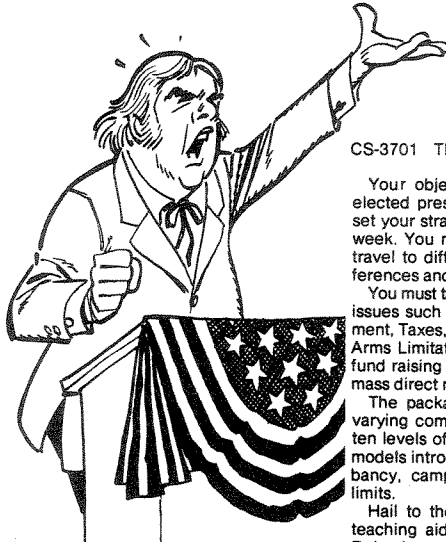 CS-3701
Your obje
elected pres
set your stra
week. You
travel to diff
ferences and
You must t
issues such
ment, Taxes,
Arms Limitat
fund raising
mass direct
The packa
varying com
ten levels of
models intro
bancy, camp
limits.
Hail to the
teaching aid